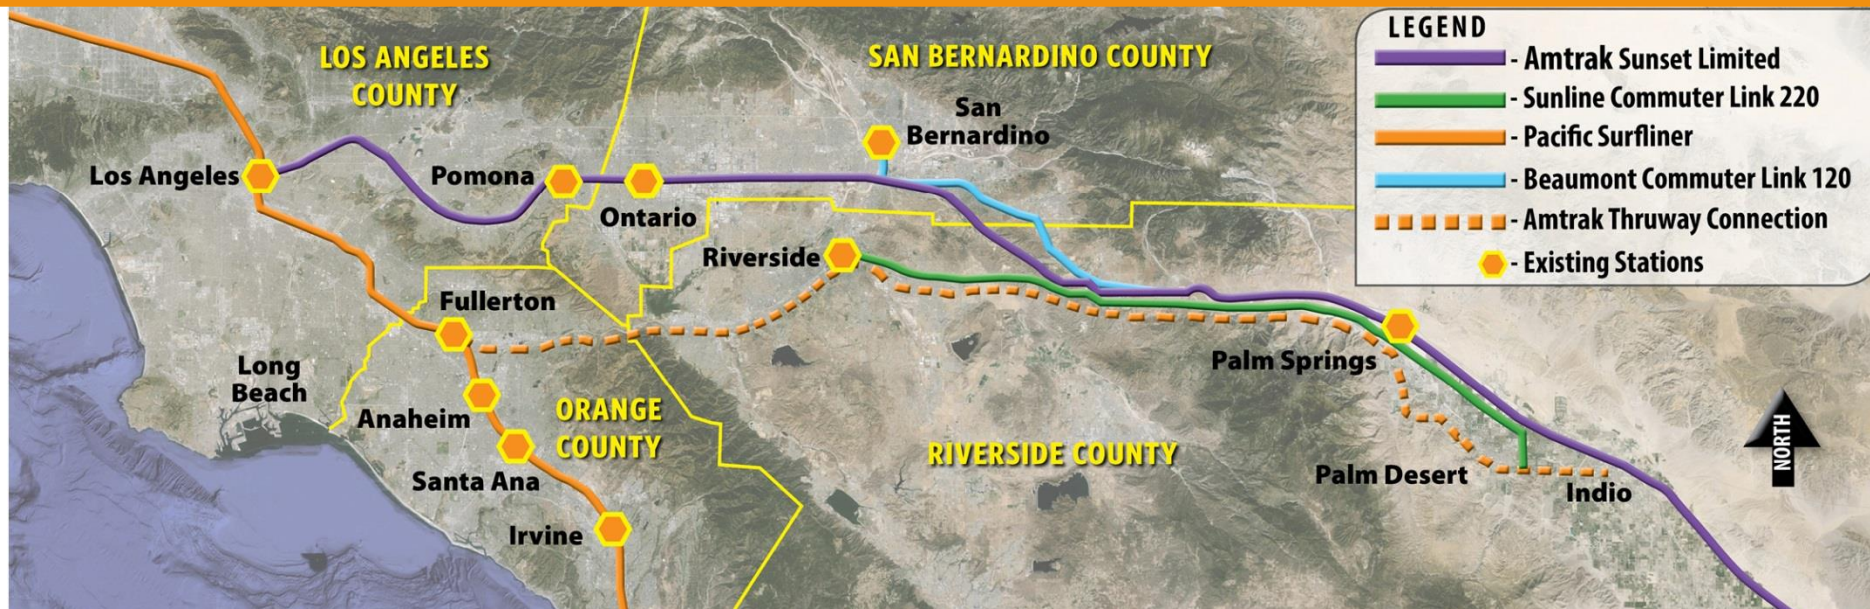 LOS ANGELES
COUNTY
SAN BERNARDINO COUNTY
LEGEND
- Amtrak Sunset Limited
- Sunline Commuter Link 220
- Pacific Surfliner
- Beaumont Commuter Link 120
- Amtrak Thruway Connection
- Existing Stations
San
Bernardino
Los Angeles
Pomona
Ontario
Riverside
Fullerton
Long
Beach
Anaheim
ORANGE
COUNTY
Santa Ana
Irvine
RIVERSIDE COUNTY
Palm Springs
Palm Desert
Indio
NORTH